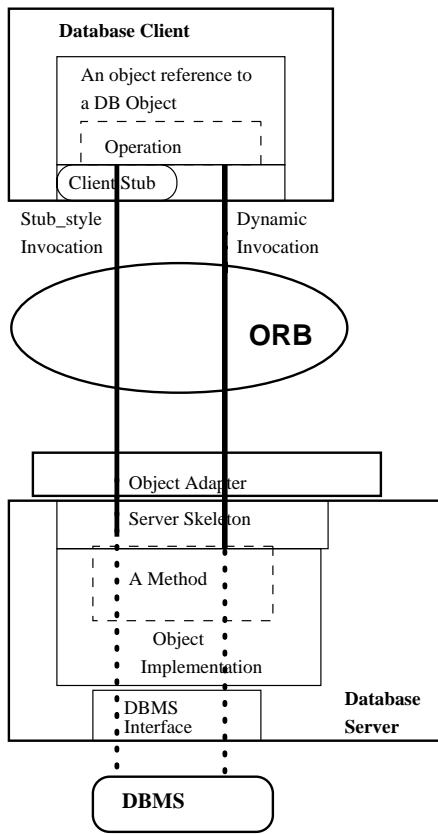 Database Client
An object reference to
a DB Object
Operation
Client Stub
Stub_style
Invocation
Dynamic
Invocation
ORB
Object Adapter
Server Skeleton
A Method
Object
Implementation
DBMS
Interface
Database
Server
DBMS